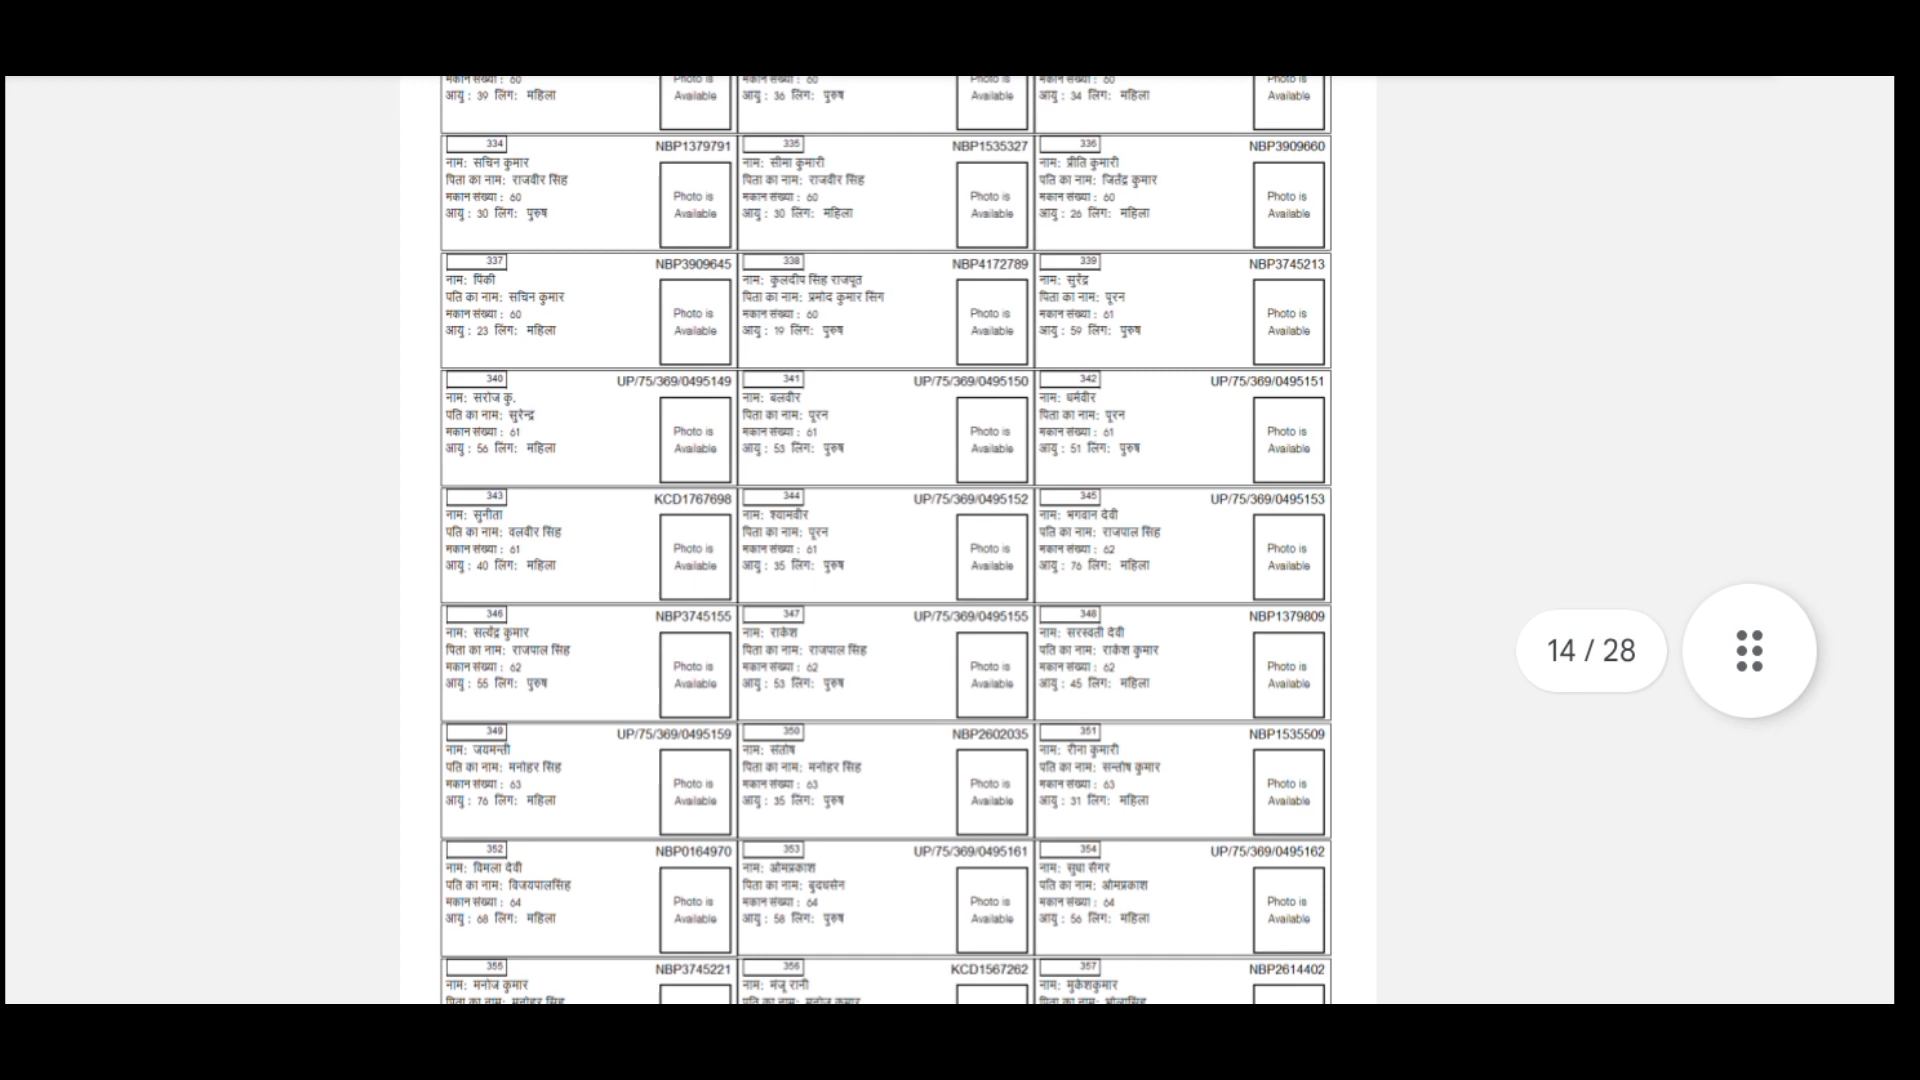 मकान संख्या : 60 Photo is मकान संख्या : 60 Photo is मकान संख्या : 60 Photo is
आयु : 39 लिंग: महिला Available आयु : 36 लिंग: पुरुष Available आयु : 34 लिंग: महिला Available
334 NBP1379791 335 NBP1535327 336 NBP3909660
नाम: सचिन कुमार नाम: सीमा कुमारी नाम: प्रीति कुमारी
पिता का नाम: राजवीर सिंह पिता का नाम: राजवीर सिंह पति का नाम: जितेंद्र कुमार
मकान संख्या : 60 Photo is मकान संख्या : 60 Photo is मकान संख्या : 60 Photo is
आयु : 30 लिंग: पुरुष Available आयु : 30 लिंग: महिला Available आयु : 26 लिंग: महिला Available
337 NBP3909645 338 NBP4172789 339 NBP3745213
नाम: पिंकी नाम: कुलदीप सिंह राजपूत नाम: सुरेंद्र
पति का नाम: सचिन कुमार पिता का नाम: प्रमोद कुमार सिंग पिता का नाम: पूरन
मकान संख्या : 60 Photo is मकान संख्या : 60 Photo is मकान संख्या : 61 Photo is
आयु : 23 लिंग: महिला Available आयु : 19 लिंग: पुरुष Available आयु : 59 लिंग: पुरुष Available
340 UP/75/369/0495149 341 UP/75/369/0495150 342 UP/75/369/0495151
नाम: सरोज कु. नाम: बलवीर नाम: धर्मवीर
पति का नाम: सुरेन्द्र पिता का नाम: पूरन पिता का नाम: पूरन
मकान संख्या : 61 Photo is मकान संख्या : 61 Photo is मकान संख्या : 61 Photo is
आयु : 56 लिंग: महिला Available आयु : 53 लिंग: पुरुष Available आयु : 51 लिंग: पुरुष Available
343 KCD1767698 344 UP/75/369/0495152 345 UP/75/369/0495153
नाम: सुनीता नाम: श्यामवीर नाम: भगवान देवी
पति का नाम: वलवीर सिंह पिता का नाम: पूरन पति का नाम: राजपाल सिंह
मकान संख्या : 61 Photo is मकान संख्या : 61 Photo is मकान संख्या : 62 Photo is
आयु : 40 लिंग: महिला Available आयु : 35 लिंग: पुरुष Available आयु : 76 लिंग: महिला Available
346 NBP3745155 347 UP/75/369/0495155 348 NBP1379809
नाम: सत्येंद्र कुमार नाम: राकेश नाम: सरस्वती देवी
पिता का नाम: राजपाल सिंह पिता का नाम: राजपाल सिंह पति का नाम: राकेश कुमार
मकान संख्या : 62 Photo is मकान संख्या : 62 Photo is मकान संख्या : 62 Photo is
आयु : 55 लिंग: पुरुष Available आयु : 53 लिंग: पुरुष Available आयु : 45 लिंग: महिला Available
14 / 28
349 UP/75/369/0495159 350 NBP2602035 351 NBP1535509
नाम: जयमन्ती नाम: संतोष नाम: रीना कुमारी
पति का नाम: मनोहर सिंह पिता का नाम: मनोहर सिंह पति का नाम: सन्तोष कुमार
मकान संख्या : 63 Photo is मकान संख्या : 63 Photo is मकान संख्या : 63 Photo is
आयु : 76 लिंग: महिला Available आयु : 35 लिंग: पुरुष Available आयु : 31 लिंग: महिला Available
352 NBP0164970 353 UP/75/369/0495161 354 UP/75/369/0495162
नाम: विमला देवी नाम: ओमप्रकाश नाम: सुधा सेंगर
पति का नाम: विजयपालसिंह पिता का नाम: बुदधसेन पति का नाम: ओमप्रकाश
मकान संख्या : 64 Photo is मकान संख्या : 64 Photo is मकान संख्या : 64 Photo is
आयु : 68 लिंग: महिला Available आयु : 58 लिंग: पुरुष Available आयु : 56 लिंग: महिला Available
355 NBP3745221 356 KCD1567262 357 NBP2614402
नाम: मनोज कुमार नाम: मंजू रानी नाम: मुकेशकुमार
पिता का नाम: मनोहर सिंह पति का नाम: मनोज कुमार पिता का नाम: भोलासिंह